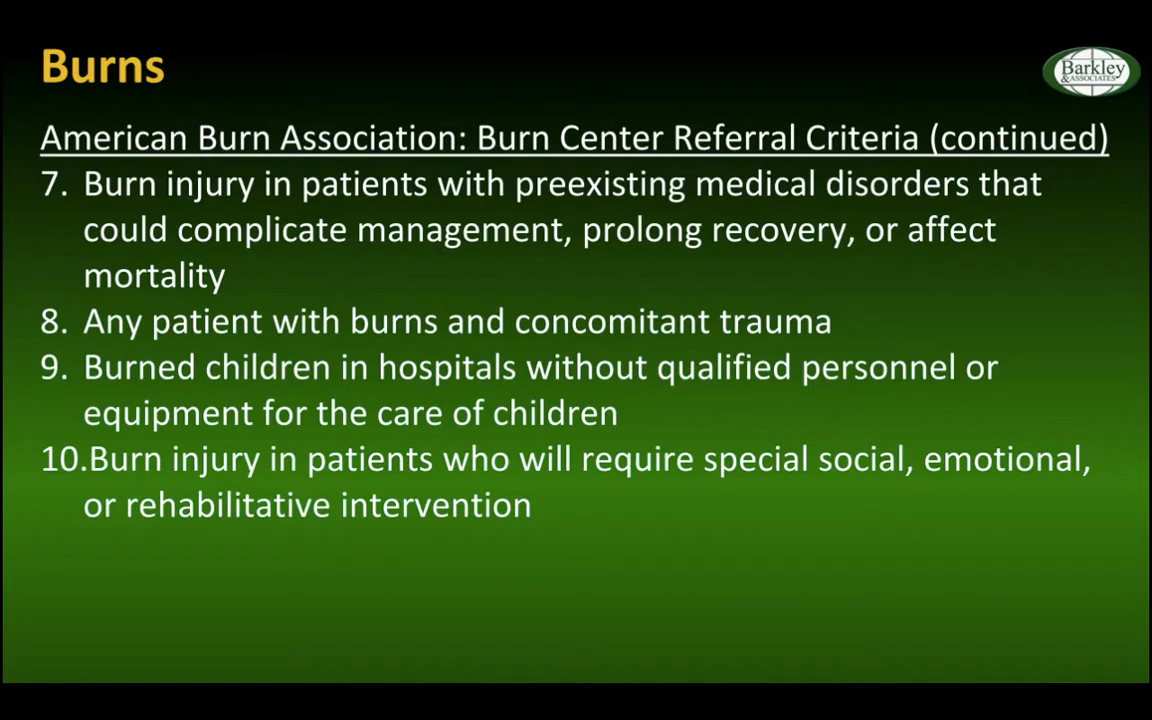 Burns
Barkley
& ASSOCIATES
American Burn Association: Burn Center Referral Criteria (continued)
7. Burn injury in patients with preexisting medical disorders that
could complicate management, prolong recovery, or affect
mortality
8. Any patient with burns and concomitant trauma
9. Burned children in hospitals without qualified personnel or
equipment for the care of children
10.Burn injury in patients who will require special social, emotional,
or rehabilitative intervention